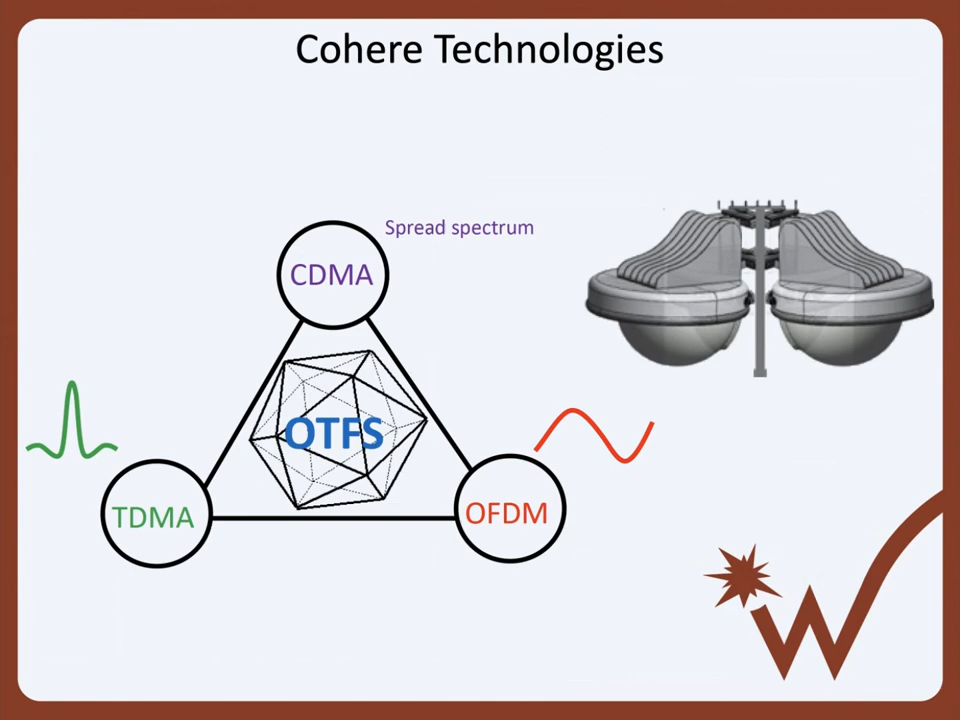 Cohere Technologies
Spread spectrum
CDMA
OTFS
TDMA
OFDM